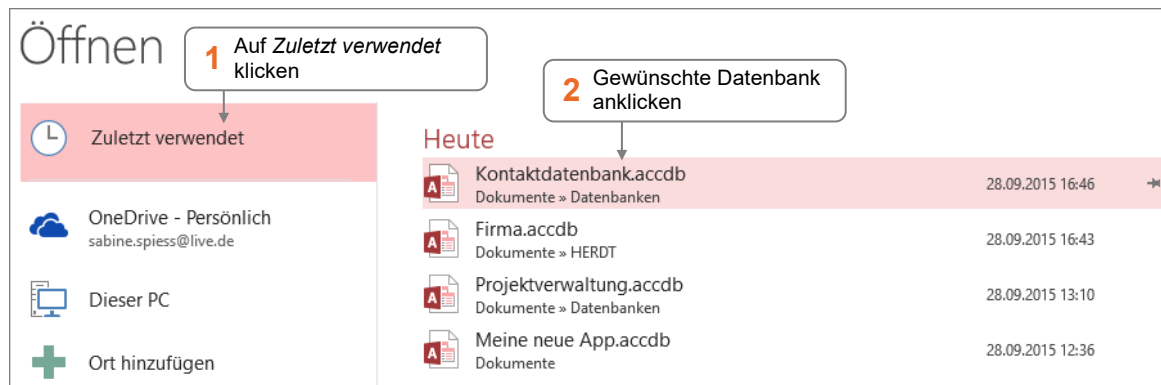 Öffnen
1 Auf Zuletzt verwendet
klicken
2 Gewünschte Datenbank
anklicken
Zuletzt verwendet
OneDrive - Persönlich
sabine.spiess@live.de
Dieser PC
Ort hinzufügen
Heute
Kontaktdatenbank.accdb
Dokumente » Datenbanken
28.09.2015 16:46
Firma.accdb
Dokumente » HERDT
28.09.2015 16:43
Projektverwaltung.accdb
Dokumente » Datenbanken
28.09.2015 13:10
Meine neue App.accdb
Dokumente
28.09.2015 12:36